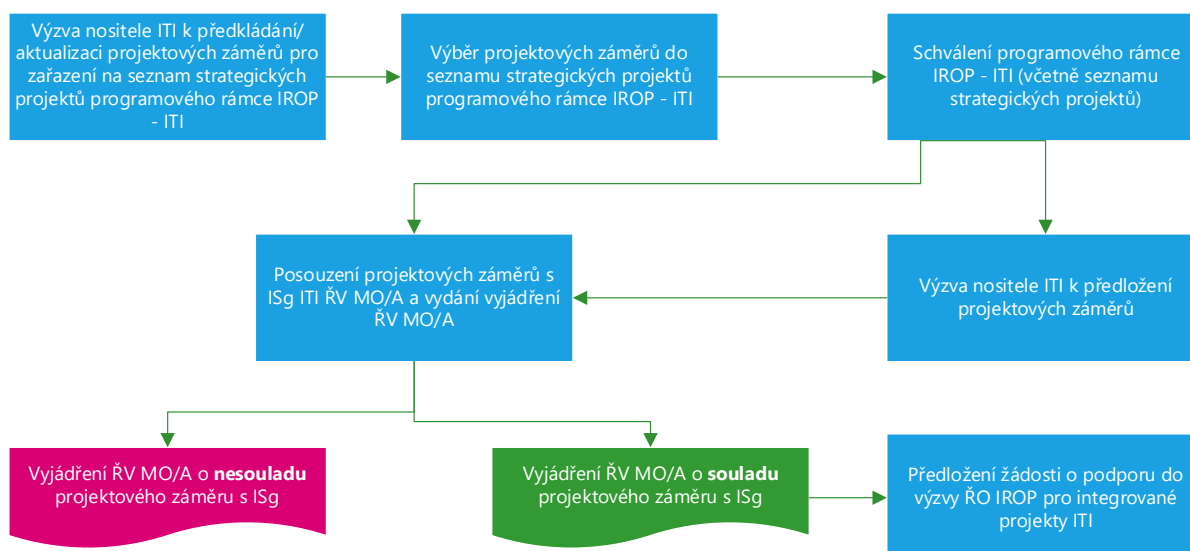 Výzva nositele ITI k předkládání/
aktualizaci projektových záměrů pro
zařazení na seznam strategických
projektů programového rámce IROP
- ITI
Výběr projektových záměrů do
seznamu strategických projektů
programového rámce IROP - ITI
Schválení programového rámce
IROP - ITI (včetně seznamu
strategických projektů)
Posouzení projektových záměrů s
ISg ITI ŘV MO/A a vydání vyjádření
ŘV MO/A
Výzva nositele ITI k předložení
projektových záměrů
Vyjádření ŘV MO/A o nesouladu
projektového záměru s ISg
Vyjádření ŘV MO/A o souladu
projektového záměru s ISg
Předložení žádosti o podporu do
výzvy ŘO IROP pro integrované
projekty ITI